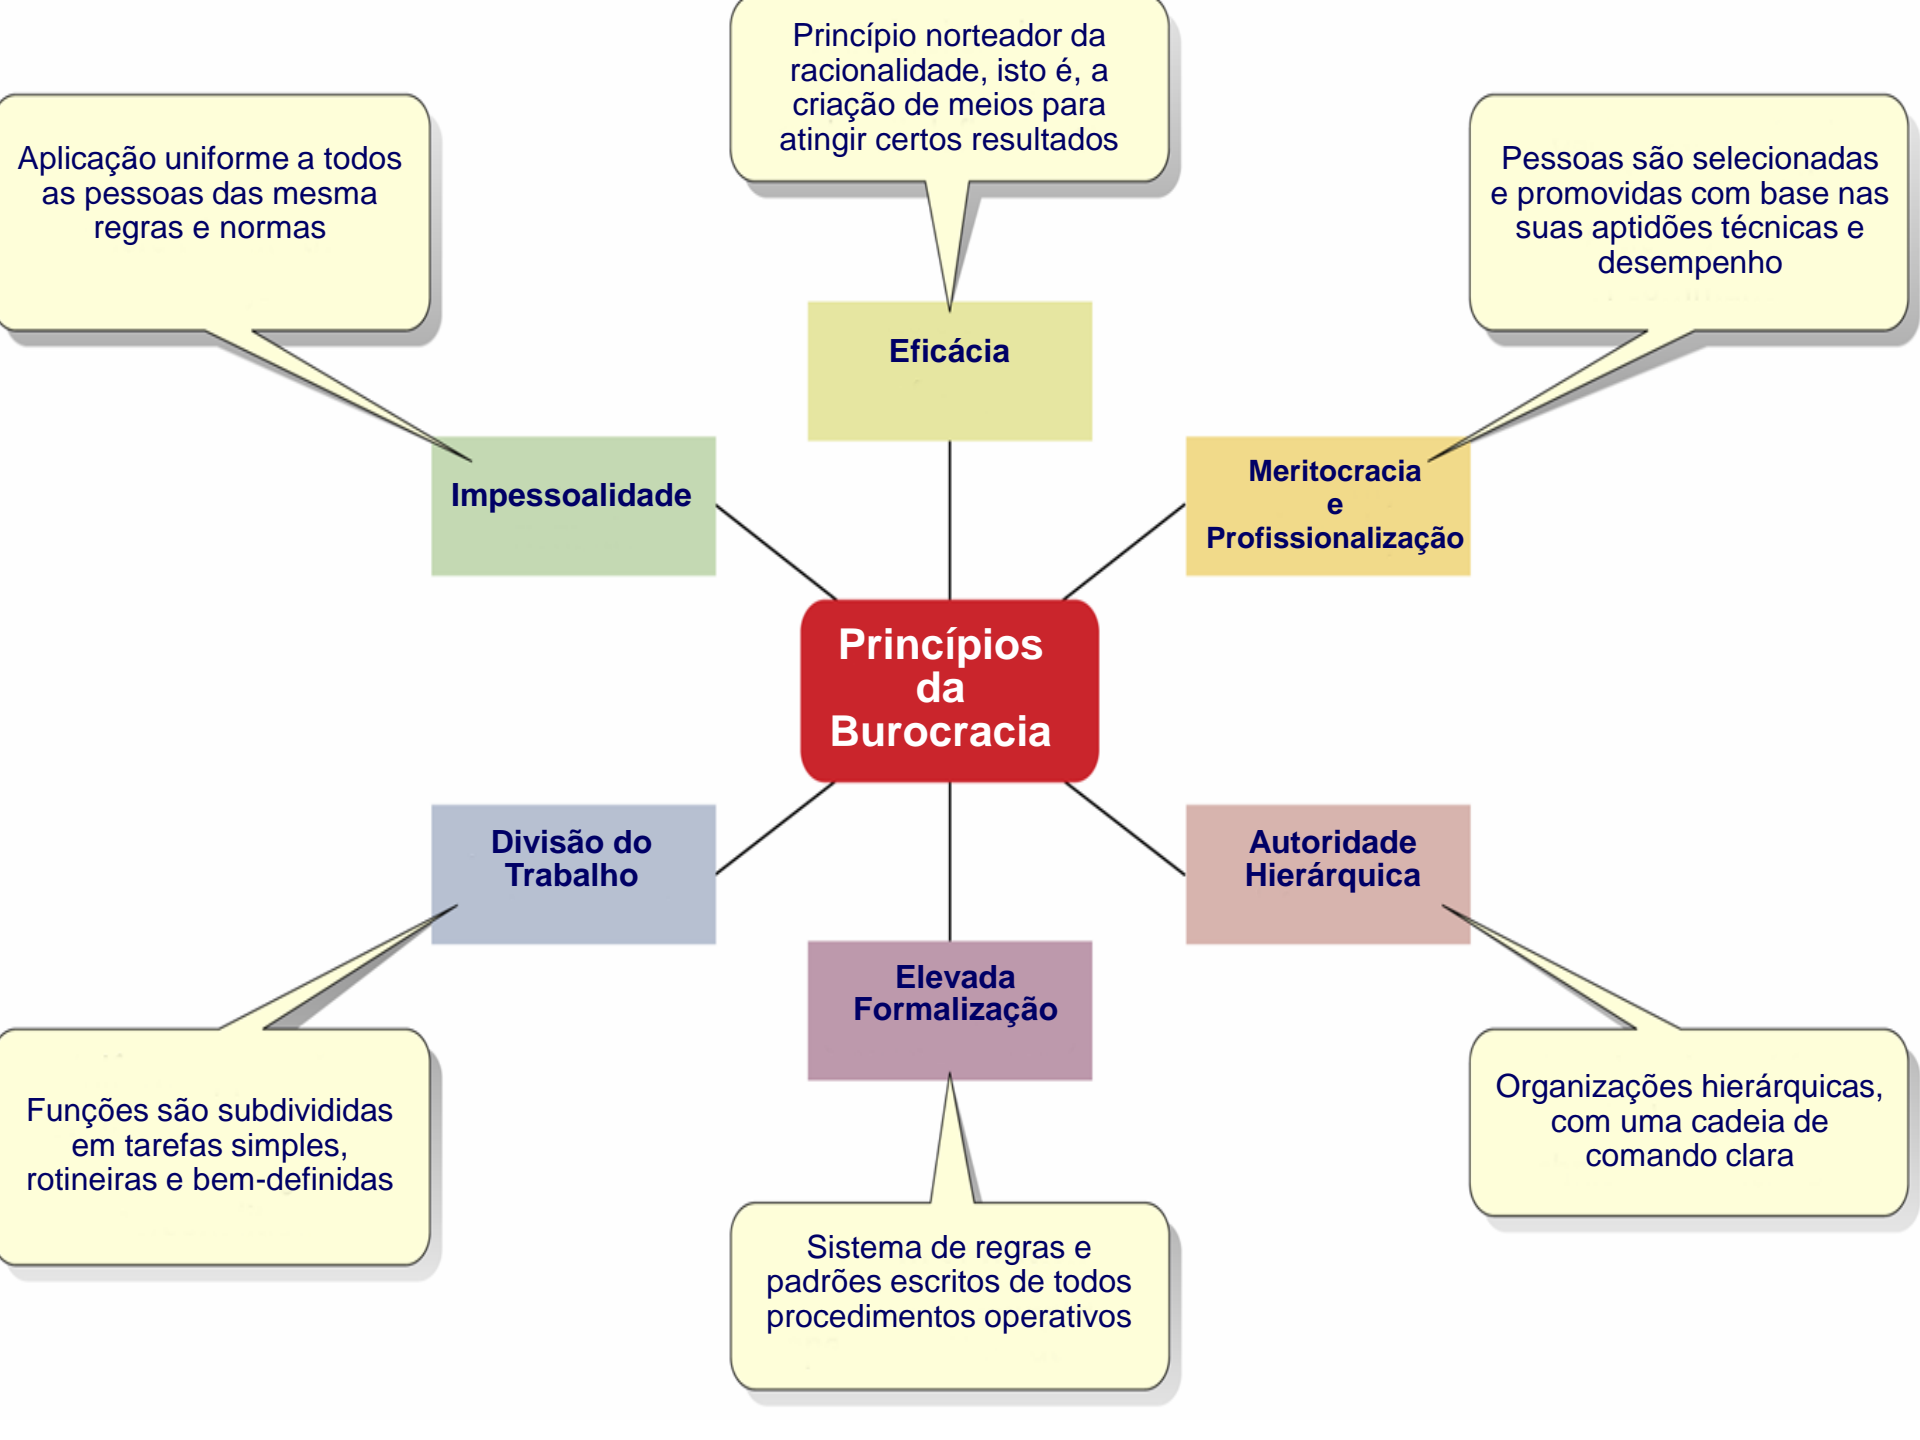 Princípio norteador da
racionalidade, isto é, a
criação de meios para
atingir certos resultados
Aplicação uniforme a todos
as pessoas das mesma
regras e normas
Pessoas são selecionadas
e promovidas com base nas
suas aptidões técnicas e
desempenho
Eficácia
Impessoalidade
Meritocracia
e
Profissionalização
Princípios
da
Burocracia
Divisão do
Trabalho
Autoridade
Hierárquica
Elevada
Formalização
Funções são subdivididas
em tarefas simples,
rotineiras e bem-definidas
Organizações hierárquicas,
com uma cadeia de
comando clara
Sistema de regras e
padrões escritos de todos
procedimentos operativos